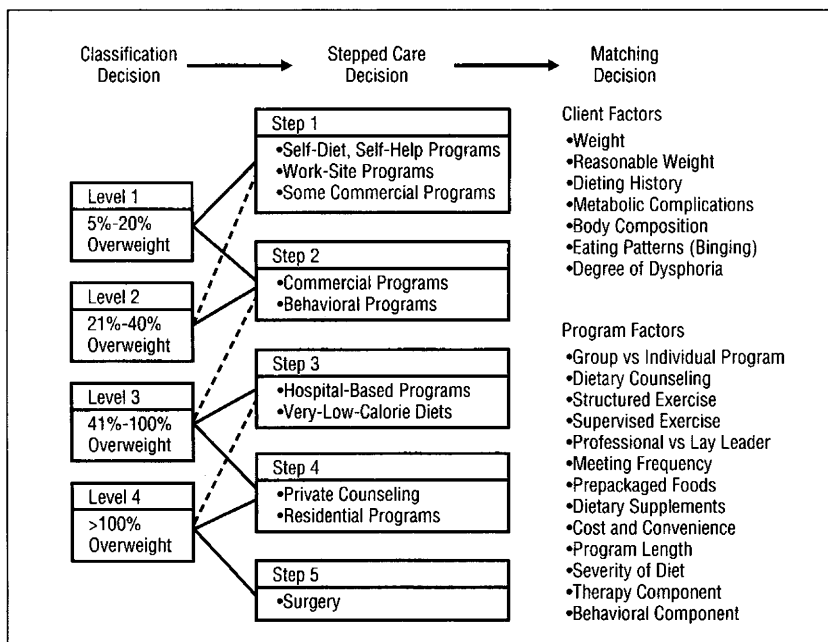 Classification Decision
Stepped Care Decision
Matching Decision
Level 1
5%-20%
Overweight
Level 2
21%-40%
Overweight
Level 3
41%-100%
Overweight
Level 4
>100%
Overweight
Step 1
•Self-Diet, Self-Help Programs
•Work-Site Programs
•Some Commercial Programs
Step 2
•Commercial Programs
•Behavioral Programs
Step 3
•Hospital-Based Programs
•Very-Low-Calorie Diets
Step 4
•Private Counseling
•Residential Programs
Step 5
•Surgery
Client Factors
•Weight
•Reasonable Weight
•Dieting History
•Metabolic Complications
•Body Composition
•Eating Patterns (Binging)
•Degree of Dysphoria
Program Factors
•Group vs Individual Program
•Dietary Counseling
•Structured Exercise
•Supervised Exercise
•Professional vs Lay Leader
•Meeting Frequency
•Prepackaged Foods
•Dietary Supplements
•Cost and Convenience
•Program Length
•Severity of Diet
•Therapy Component
•Behavioral Component